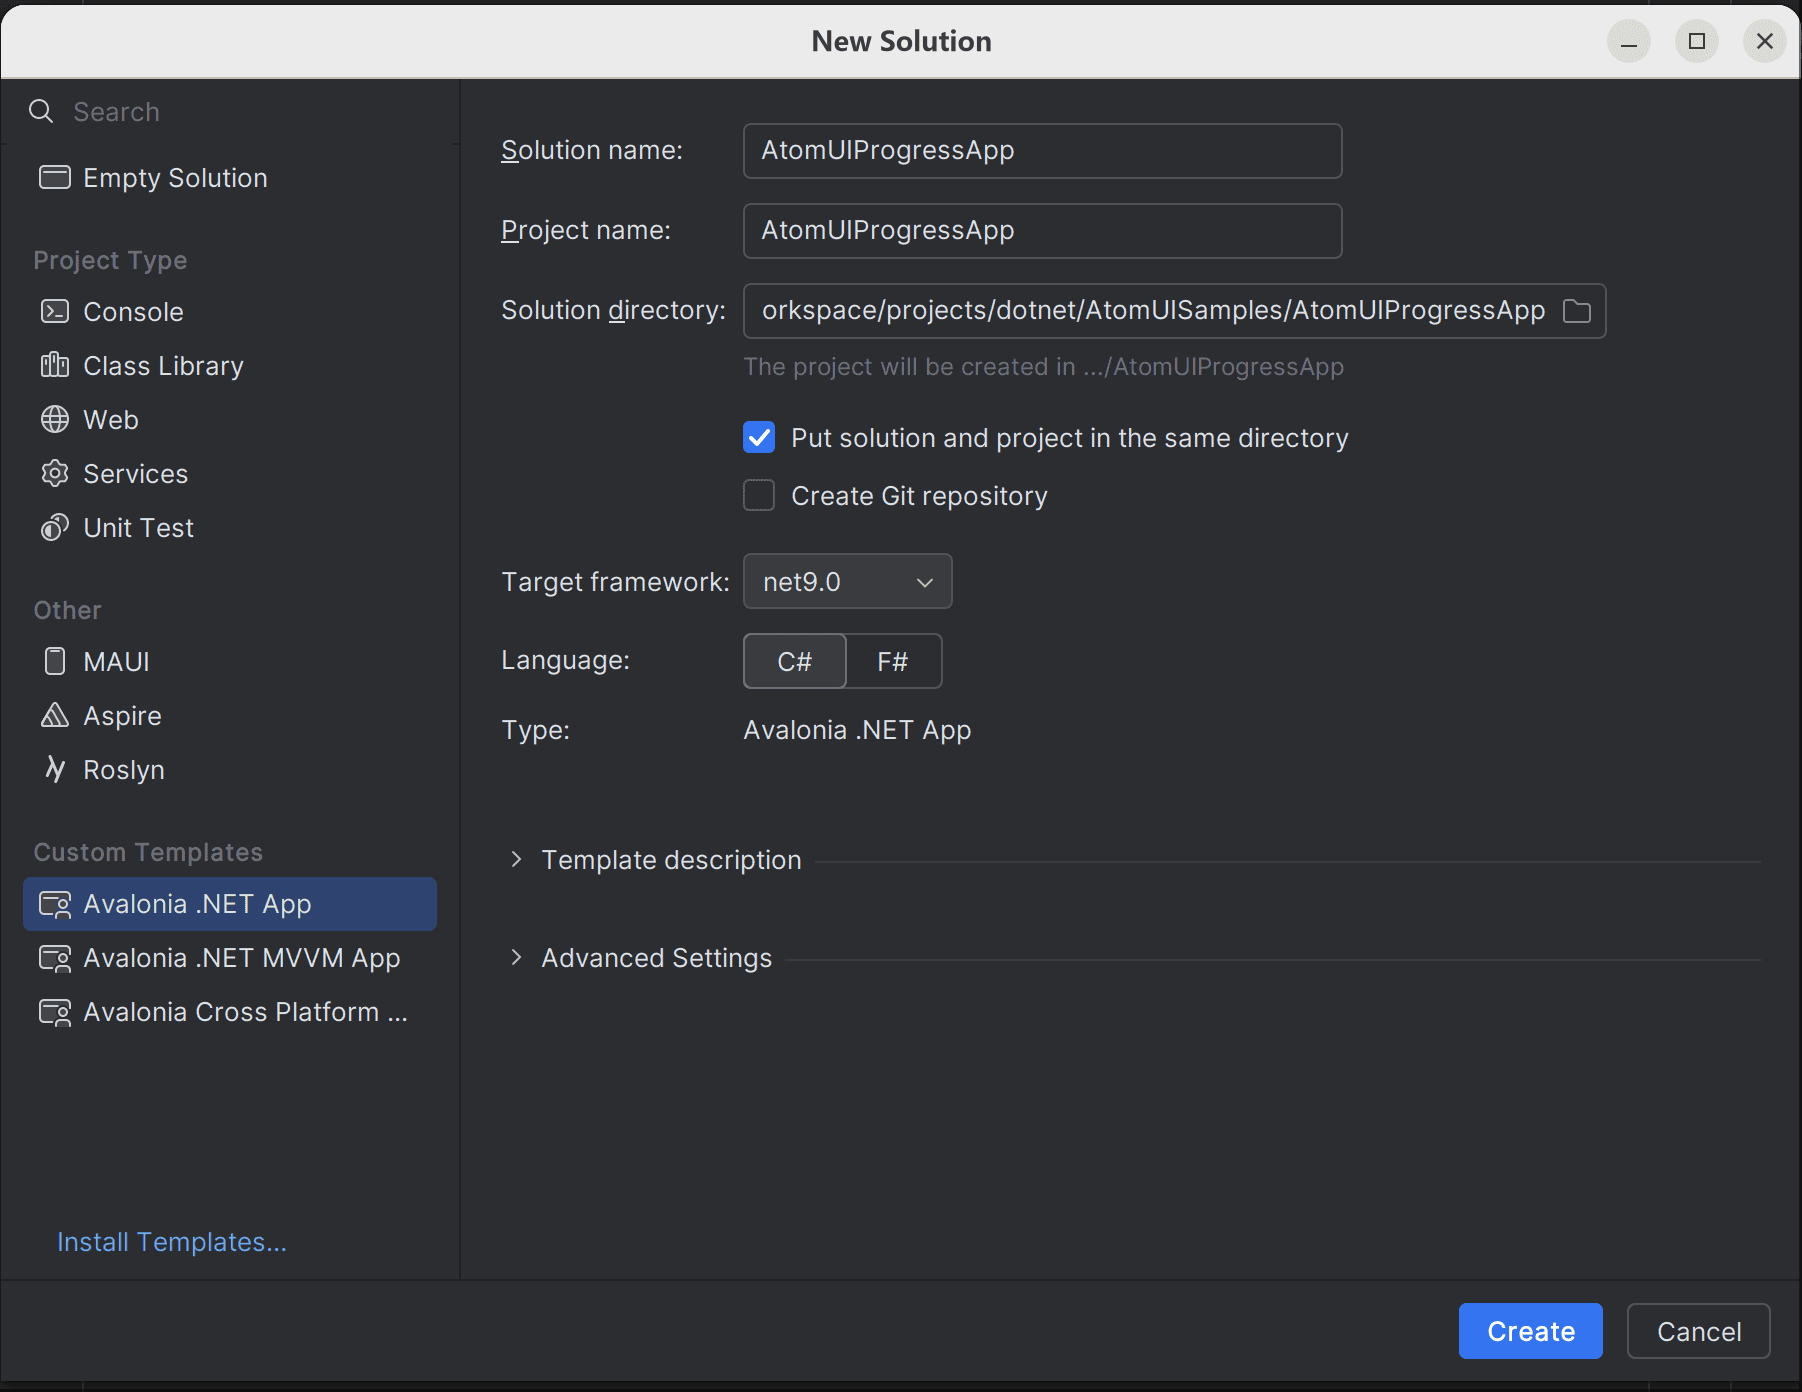 New Solution
Search
Empty Solution
Project Type
Console
Class Library
Web
Services
Unit Test
Other
MAUI
Aspire
Roslyn
Custom Templates
Avalonia .NET App
Avalonia .NET MVVM App
Avalonia Cross Platform ...
Install Templates...
Solution name: AtomUIProgressApp
Project name: AtomUIProgressApp
Solution directory: orkspace/projects/dotnet/AtomUISamples/AtomUIProgressApp
The project will be created in .../AtomUIProgressApp
Put solution and project in the same directory
Create Git repository
Target framework: net9.0
Language: C# F#
Type: Avalonia .NET App
Template description
Advanced Settings
Create Cancel